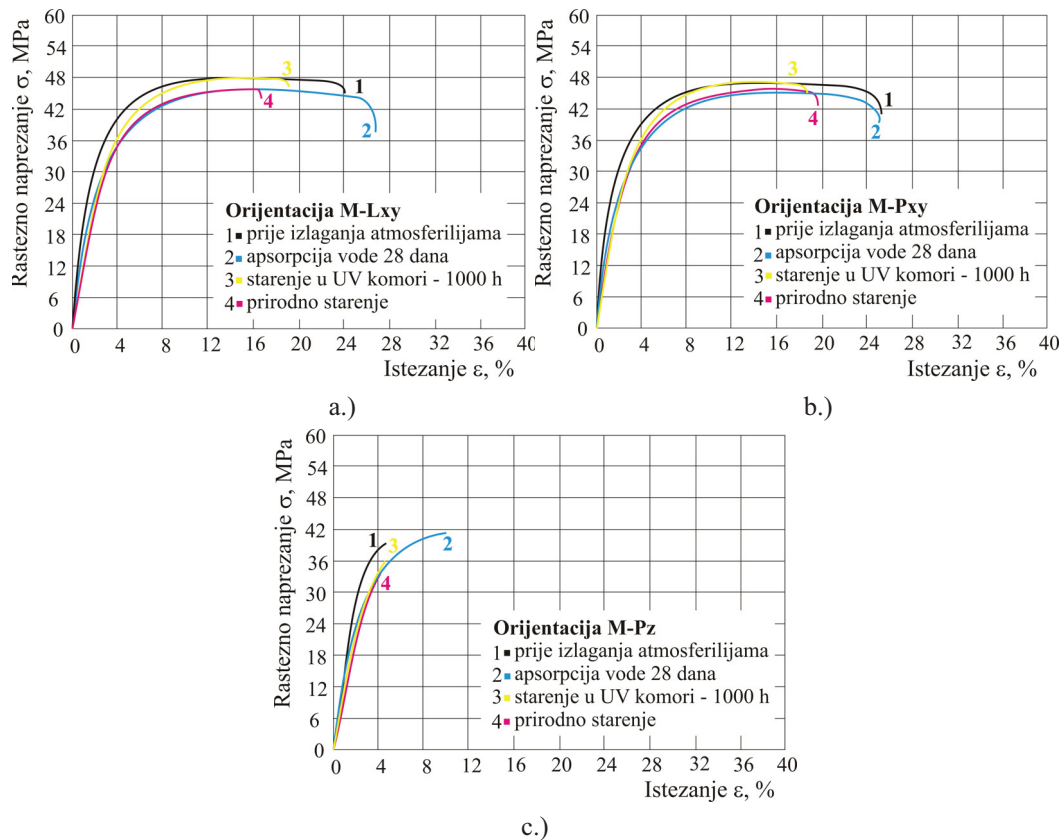 Rastezno naprezanje σ, MPa
60
54
48
42
36
30
24
18
12
6
0
3
1
4
2
Orijentacija M-Lxy
1 prije izlaganja atmosferilijama
2 apsorpcija vode 28 dana
3 starenje u UV komori - 1000 h
4 prirodno starenje
0 4 8 12 16 20 24 28 32 36 40
Istezanje ε, %
a.)
Rastezno naprezanje σ, MPa
60
54
48
42
36
30
24
18
12
6
0
3
1
4
2
Orijentacija M-Pxy
1 prije izlaganja atmosferilijama
2 apsorpcija vode 28 dana
3 starenje u UV komori - 1000 h
4 prirodno starenje
0 4 8 12 16 20 24 28 32 36 40
Istezanje ε, %
b.)
Rastezno naprezanje σ, MPa
60
54
48
42
36
30
24
18
12
6
0
1
3
2
4
Orijentacija M-Pz
1 prije izlaganja atmosferilijama
2 apsorpcija vode 28 dana
3 starenje u UV komori - 1000 h
4 prirodno starenje
0 4 8 12 16 20 24 28 32 36 40
Istezanje ε, %
c.)